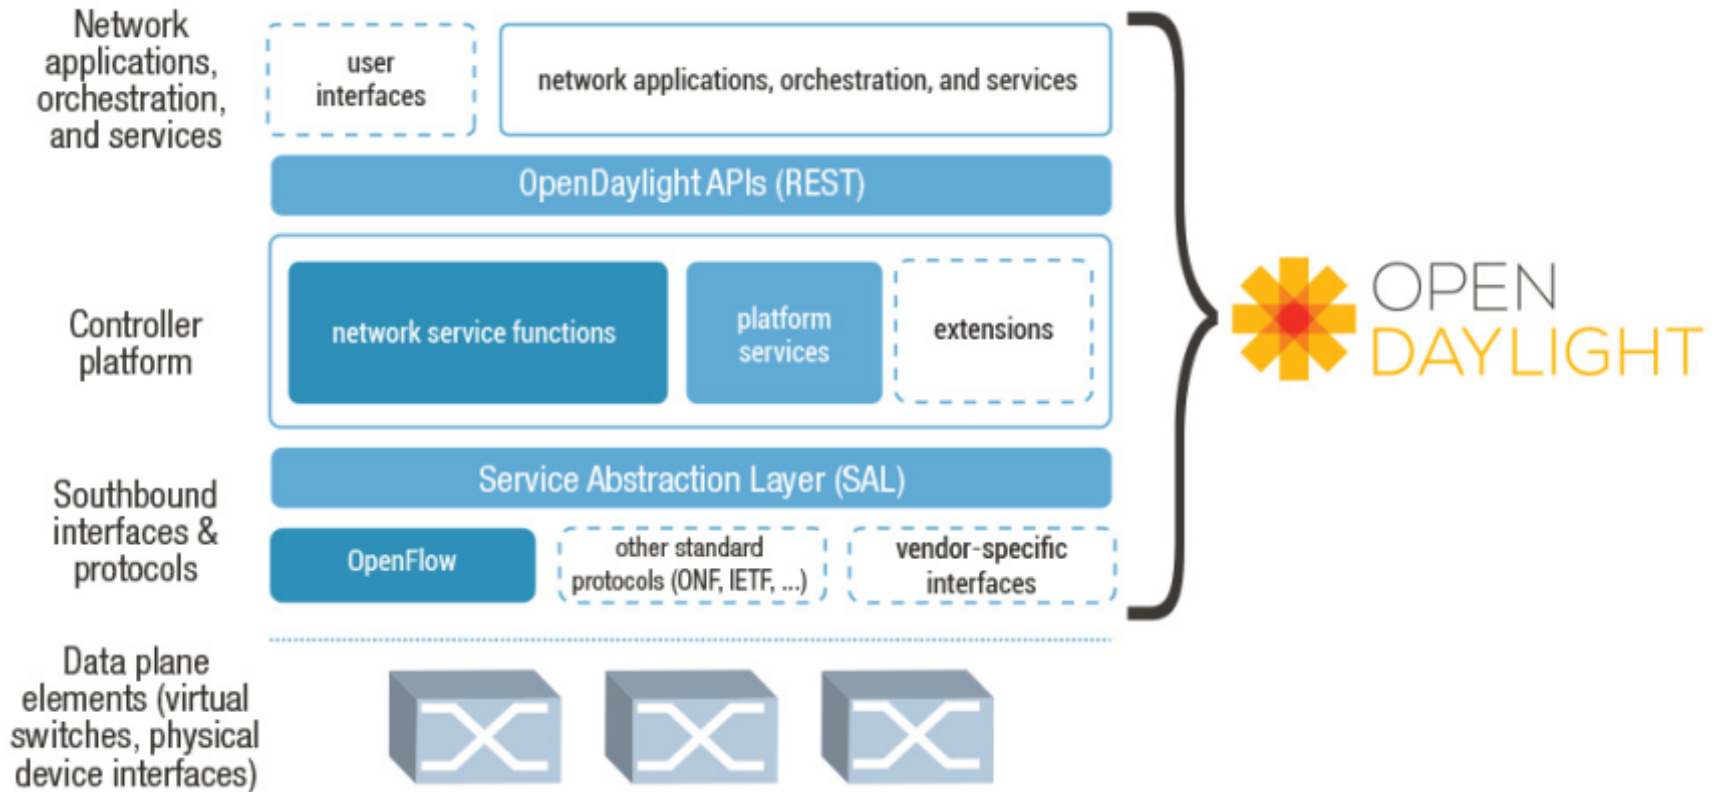 Network
applications,
orchestration,
and services
user
interfaces
network applications, orchestration, and services
OpenDaylight APIs (REST)
Controller
platform
network service functions
platform
services
extensions
OPEN
DAYLIGHT
Southbound
interfaces &
protocols
Service Abstraction Layer (SAL)
OpenFlow
other standard
protocols (ONF, IETF, ...)
vendor-specific
interfaces
Data plane
elements (virtual
switches, physical
device interfaces)